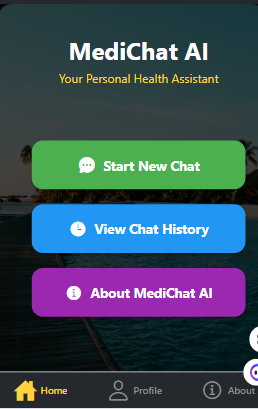 MediChat AI
Your Personal Health Assistant
Start New Chat
View Chat History
About MediChat AI
Home
Profile
About